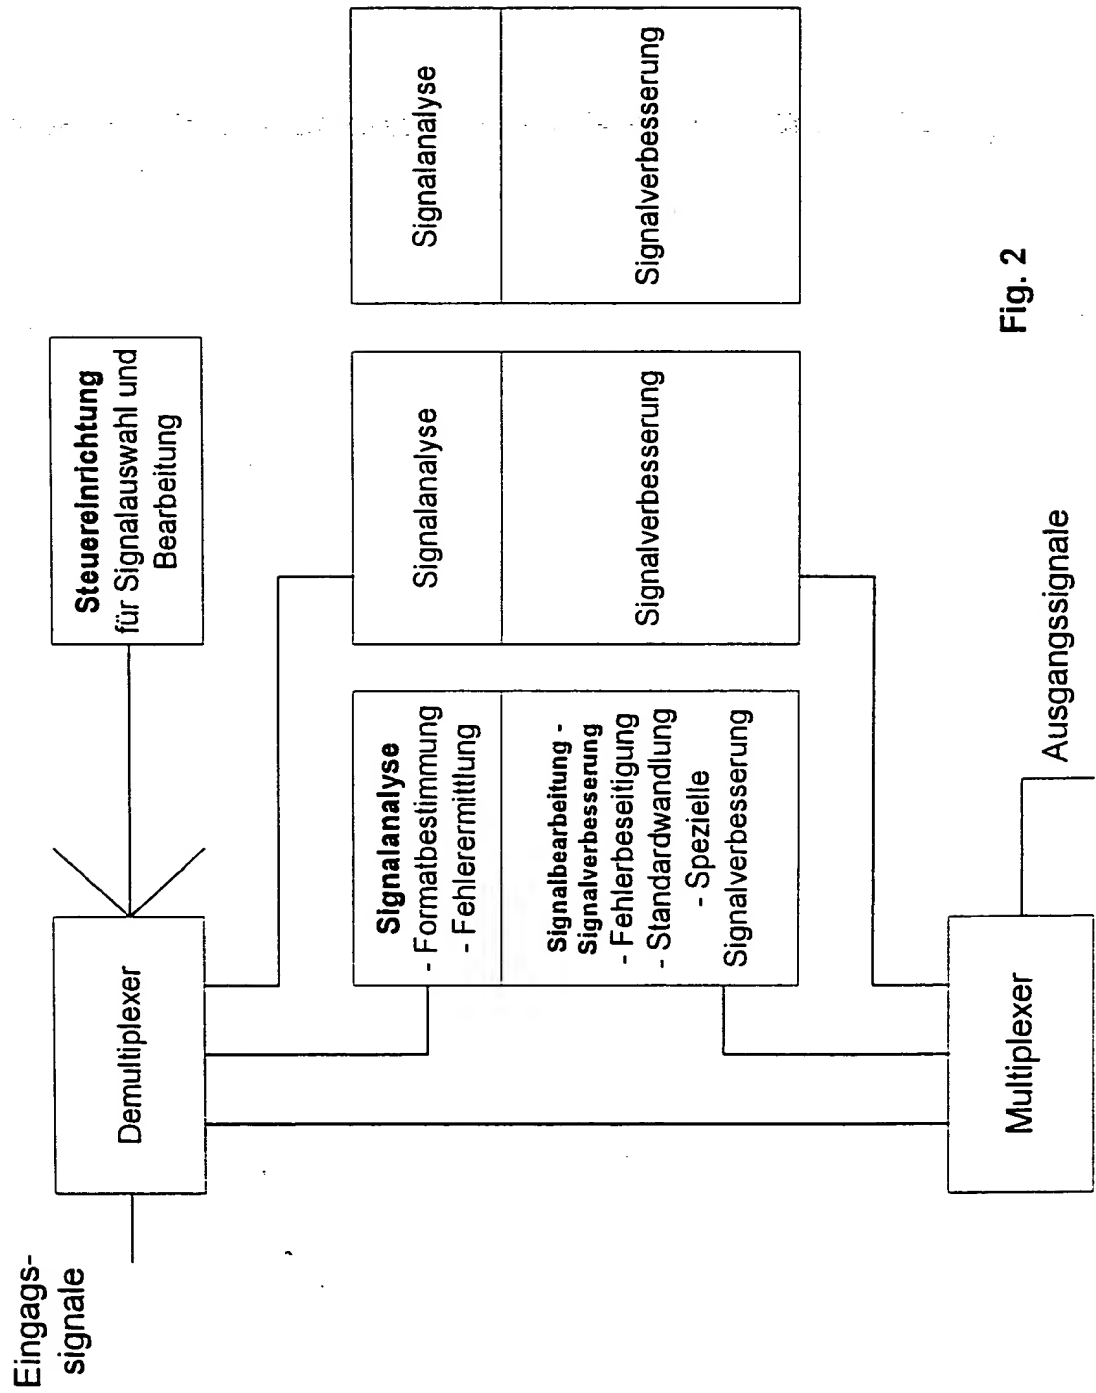 Eingags-
signale
Demultiplexer
Steuereinrichtung
für Signalauswahl und
Bearbeitung
Signalanalyse
- Formatbestimmung
- Fehlerermittlung
Signalbearbeitung -
Signalverbesserung
- Fehlerbeseitigung
- Standardwandlung
- Spezielle
Signalverbesserung
Signalanalyse
Signalverbesserung
Signalanalyse
Signalverbesserung
Multiplexer
Ausgangssignale
Fig. 2